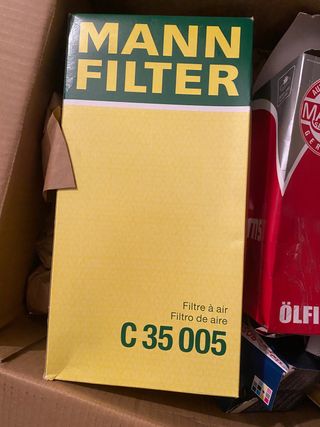 MANN
FILTER
Filtre à air
Filtro de aire
C 35 005
ÖLFI